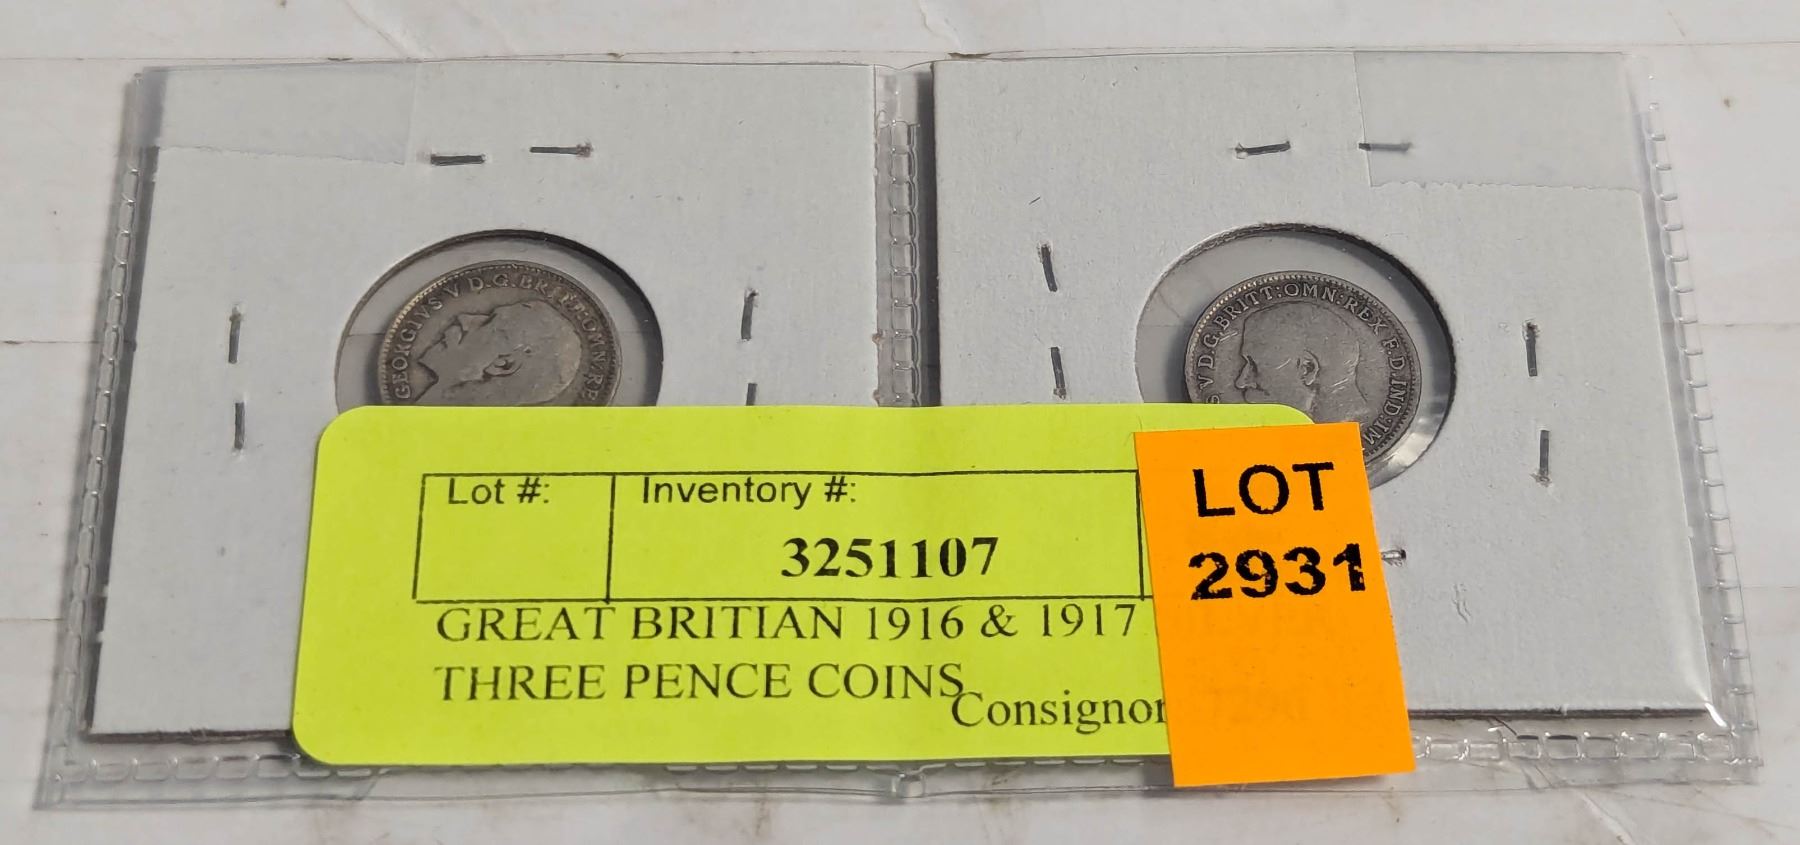 GEORGIVS V D.G. BRITT: OMN: RE
S V D.G. BRITT: OMN: REX F.D. IND: IM
Lot #:
Inventory #:
3251107
GREAT BRITIAN 1916 & 1917
THREE PENCE COINS
Consignor
LOT
2931